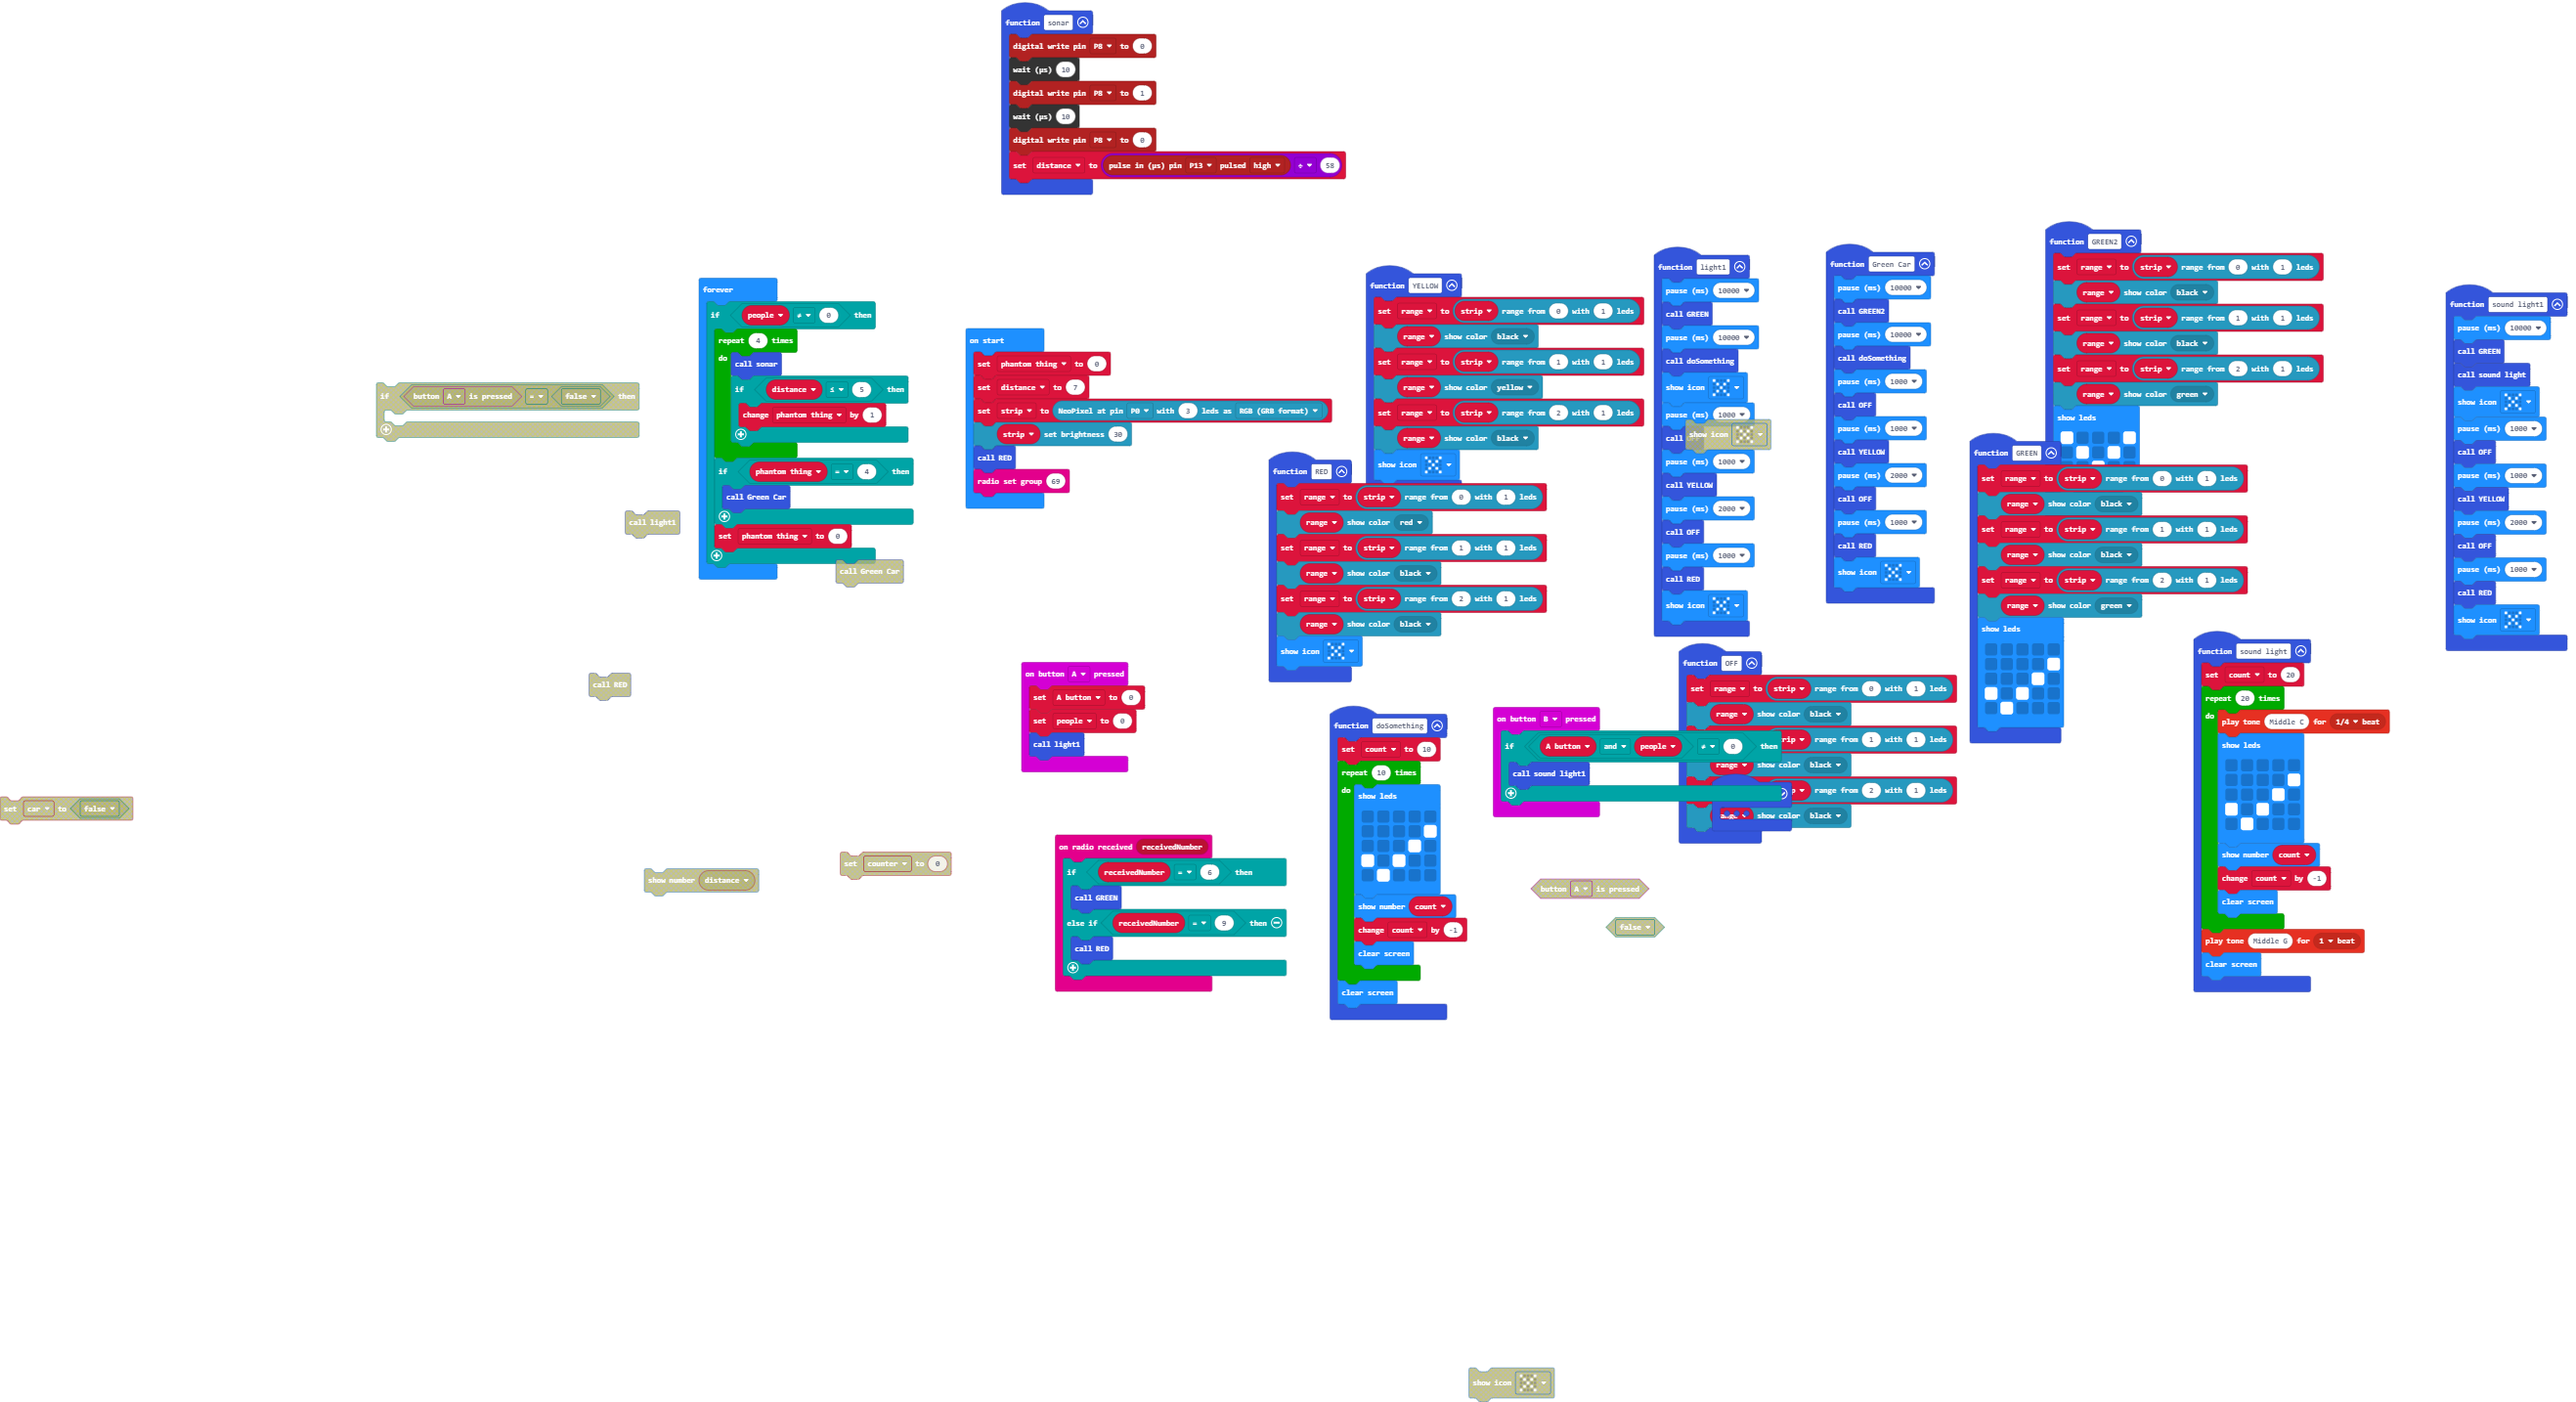 function sonar
digital write pin P8 to 0
wait (µs) 10
digital write pin P8 to 1
wait (µs) 10
digital write pin P8 to 0
set distance to pulse in (µs) pin P13 pulsed high ÷ 58
if button A is pressed = false then
call light1
call RED
set car to false
show number distance
set counter to 0
forever
if people ≠ 0 then
repeat 4 times
do
call sonar
if distance ≤ 5 then
change phantom thing by 1
if phantom thing = 4 then
call Green Car
set phantom thing to 0
call Green Car
on start
set phantom thing to 0
set distance to 7
set strip to NeoPixel at pin P0 with 3 leds as RGB (GRB format)
strip set brightness 30
call RED
radio set group 69
on button A pressed
set A button to 0
set people to 0
call light1
on radio received receivedNumber
if receivedNumber = 6 then
call GREEN
else if receivedNumber = 9 then
call RED
function YELLOW
set range to strip range from 0 with 1 leds
range show color black
set range to strip range from 1 with 1 leds
range show color yellow
set range to strip range from 2 with 1 leds
range show color black
show icon
function RED
set range to strip range from 0 with 1 leds
range show color red
set range to strip range from 1 with 1 leds
range show color black
set range to strip range from 2 with 1 leds
range show color black
show icon
function doSomething
set count to 10
repeat 10 times
do
show leds
show number count
change count by -1
clear screen
clear screen
on button B pressed
if A button and people ≠ 0 then
call sound light1
button A is pressed
false
show icon
function light1
pause (ms) 10000
call GREEN
pause (ms) 10000
call doSomething
show icon
pause (ms) 1000
call
show icon
pause (ms) 1000
call YELLOW
pause (ms) 2000
call OFF
pause (ms) 1000
call RED
show icon
function OFF
set range to strip range from 0 with 1 leds
range show color black
range from 1 with 1 leds
range show color black
range from 2 with 1 leds
show color black
function Green Car
pause (ms) 10000
call GREEN2
pause (ms) 10000
call doSomething
pause (ms) 1000
call OFF
pause (ms) 1000
call YELLOW
pause (ms) 2000
call OFF
pause (ms) 1000
call RED
show icon
function GREEN2
set range to strip range from 0 with 1 leds
range show color black
set range to strip range from 1 with 1 leds
range show color black
set range to strip range from 2 with 1 leds
range show color green
show leds
function GREEN
set range to strip range from 0 with 1 leds
range show color black
set range to strip range from 1 with 1 leds
range show color black
set range to strip range from 2 with 1 leds
range show color green
show leds
function sound light
set count to 20
repeat 20 times
do
play tone Middle C for 1/4 beat
show leds
show number count
change count by -1
clear screen
play tone Middle G for 1 beat
clear screen
function sound light1
pause (ms) 10000
call GREEN
call sound light
show icon
pause (ms) 1000
call OFF
pause (ms) 1000
call YELLOW
pause (ms) 2000
call OFF
pause (ms) 1000
call RED
show icon